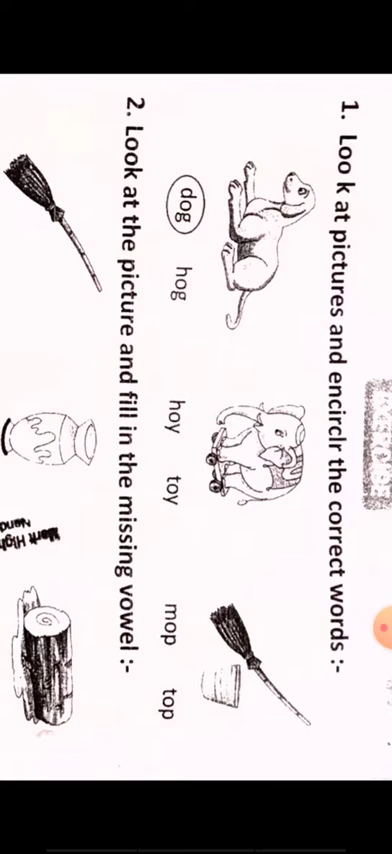 1. Loo k at pictures and encirclr the correct words :-
dog hog hoy toy mop top
2. Look at the picture and fill in the missing vowel :-